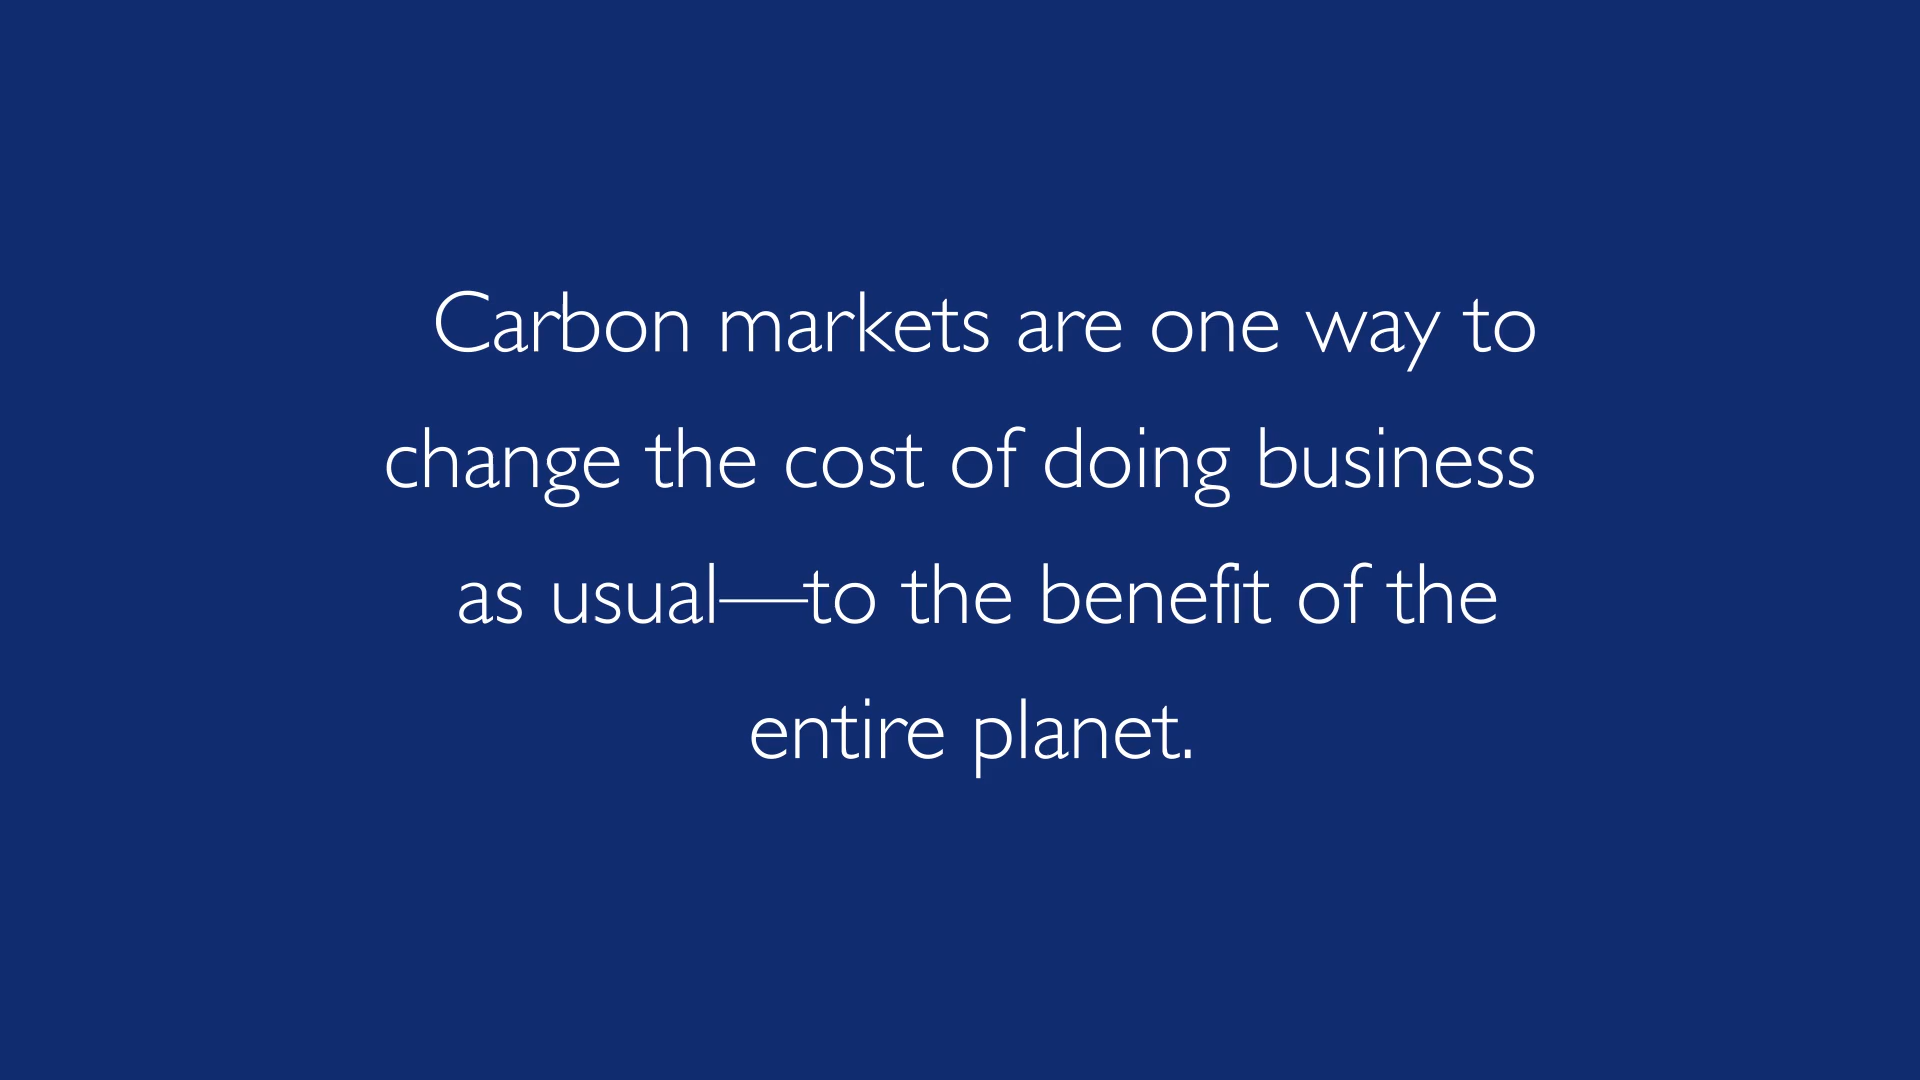 Carbon markets are one way to
change the cost of doing business
as usual—to the benefit of the
entire planet.